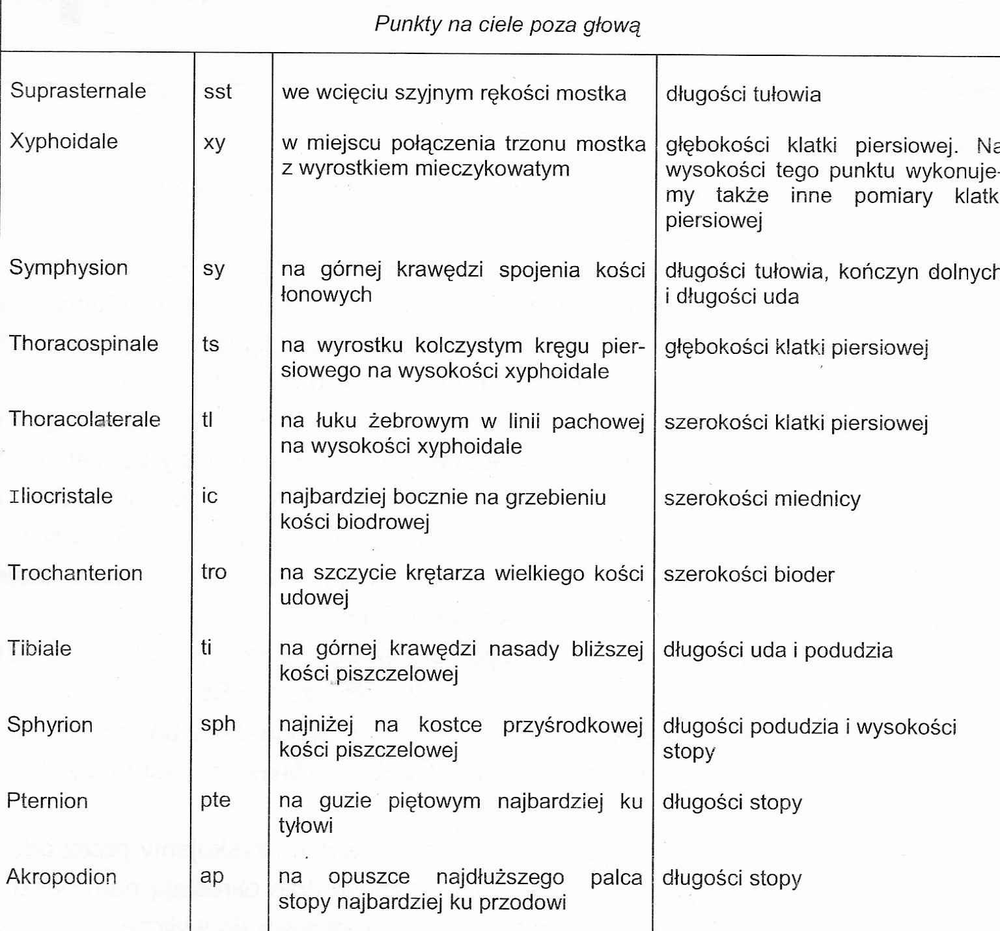 Punkty na ciele poza głową
Suprasternale sst we wcięciu szyjnym rękości mostka długości tułowia
Xyphoidale xy w miejscu połączenia trzonu mostka głębokości klatki piersiowej. Na
z wyrostkiem mieczykowatym wysokości tego punktu wykonuje-
my także inne pomiary klatki
piersiowej
Symphysion sy na górnej krawędzi spojenia kości długości tułowia, kończyn dolnych
łonowych i długości uda
Thoracospinale ts na wyrostku kolczystym kręgu pier- głębokości klatki piersiowej
siowego na wysokości xyphoidale
Thoracolaterale tl na łuku żebrowym w linii pachowej szerokości klatki piersiowej
na wysokości xyphoidale
Iliocristale ic najbardziej bocznie na grzebieniu szerokości miednicy
kości biodrowej
Trochanterion tro na szczycie krętarza wielkiego kości szerokości bioder
udowej
Tibiale ti na górnej krawędzi nasady bliższej długości uda i podudzia
kości piszczelowej
Sphyrion sph najniżej na kostce przyśrodkowej długości podudzia i wysokości
kości piszczelowej stopy
Pternion pte na guzie piętowym najbardziej ku długości stopy
tyłowi
Akropodion ap na opuszce najdłuższego palca długości stopy
stopy najbardziej ku przodowi